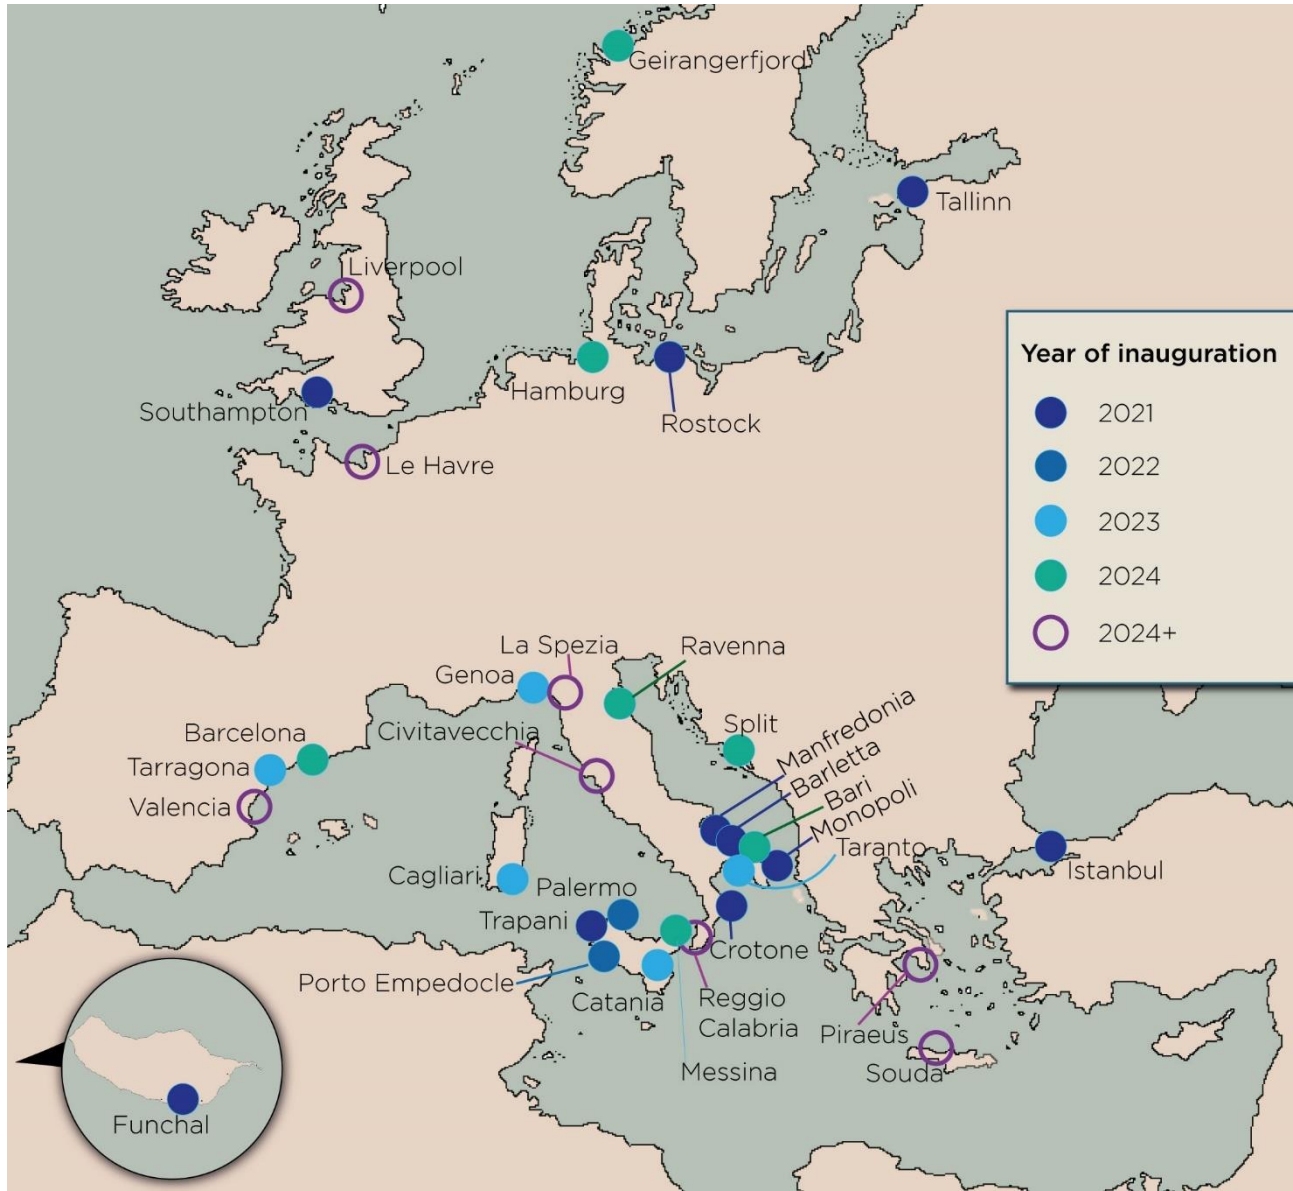 Geirangerfjord
Tallinn
Liverpool
Southampton
Hamburg
Rostock
Le Havre
Year of inauguration
2021
2022
2023
2024
2024+
La Spezia
Ravenna
Genoa
Barcelona
Civitavecchia
Split
Manfredonia
Barletta
Bari
Monopoli
Taranto
Tarragona
Valencia
Istanbul
Cagliari
Palermo
Trapani
Crotone
Porto Empedocle
Catania
Reggio
Calabria
Piraeus
Messina
Souda
Funchal